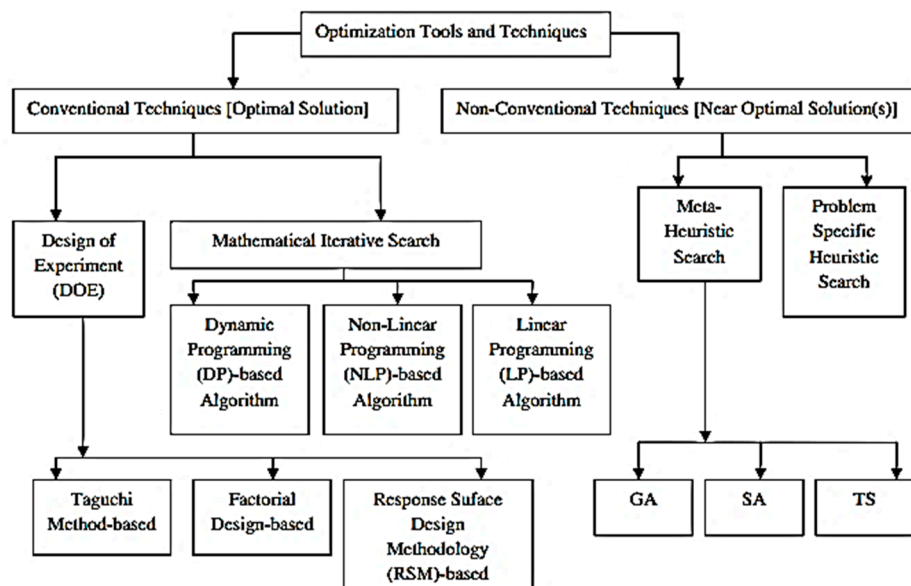 Optimization Tools and Techniques
Conventional Techniques [Optimal Solution]
Non-Conventional Techniques [Near Optimal Solution(s)]
Design of
Experiment
(DOE)
Mathematical Iterative Search
Meta-
Heuristic
Search
Problem
Specific
Heuristic
Search
Dynamic
Programming
(DP)-based
Algorithm
Non-Linear
Programming
(NLP)-based
Algorithm
Linear
Programming
(LP)-based
Algorithm
Taguchi
Method-based
Factorial
Design-based
Response Suface
Design
Methodology
(RSM)-based
GA
SA
TS